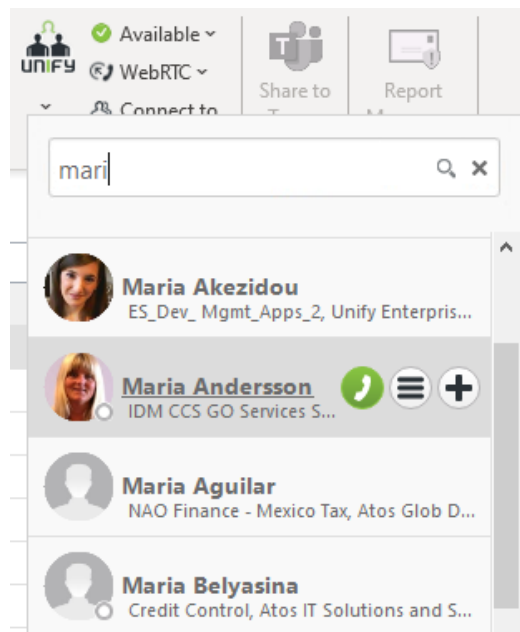 Available
UNIFY
WebRTC
Connect to
Share to
Report
mari
Maria Akezidou
ES_Dev_ Mgmt_Apps_2, Unify Enterpris...
Maria Andersson
IDM CCS GO Services S...
Maria Aguilar
NAO Finance - Mexico Tax, Atos Glob D...
Maria Belyasina
Credit Control, Atos IT Solutions and S...